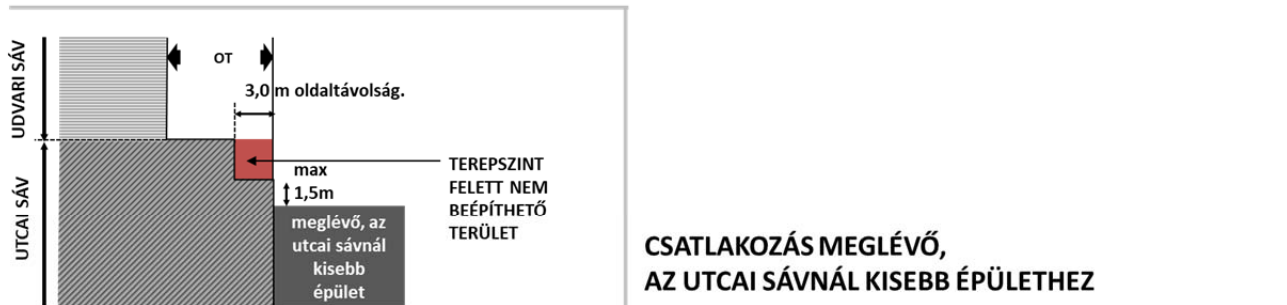 UDVARI SÁV
OT
3,0 m oldaltávolság.
UTCAI SÁV
max
1,5m
TEREPSZINT
FELETT NEM
BEÉPÍTHETŐ
TERÜLET
meglévő, az
utcai sávnál
kisebb
épület
CSATLAKOZÁS MEGLÉVŐ,
AZ UTCAI SÁVNÁL KISEBB ÉPÜLETHEZ